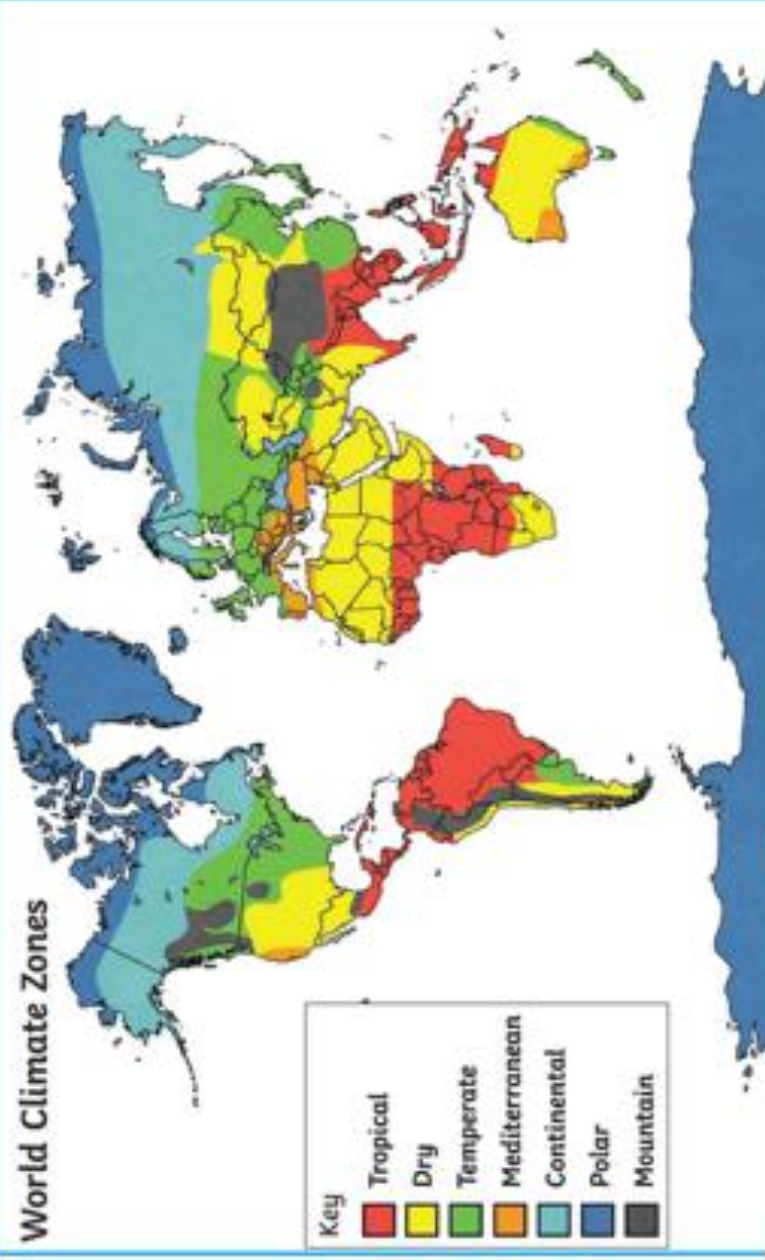 World Climate Zones
Key
Tropical
Dry
Temperate
Mediterranean
Continental
Polar
Mountain